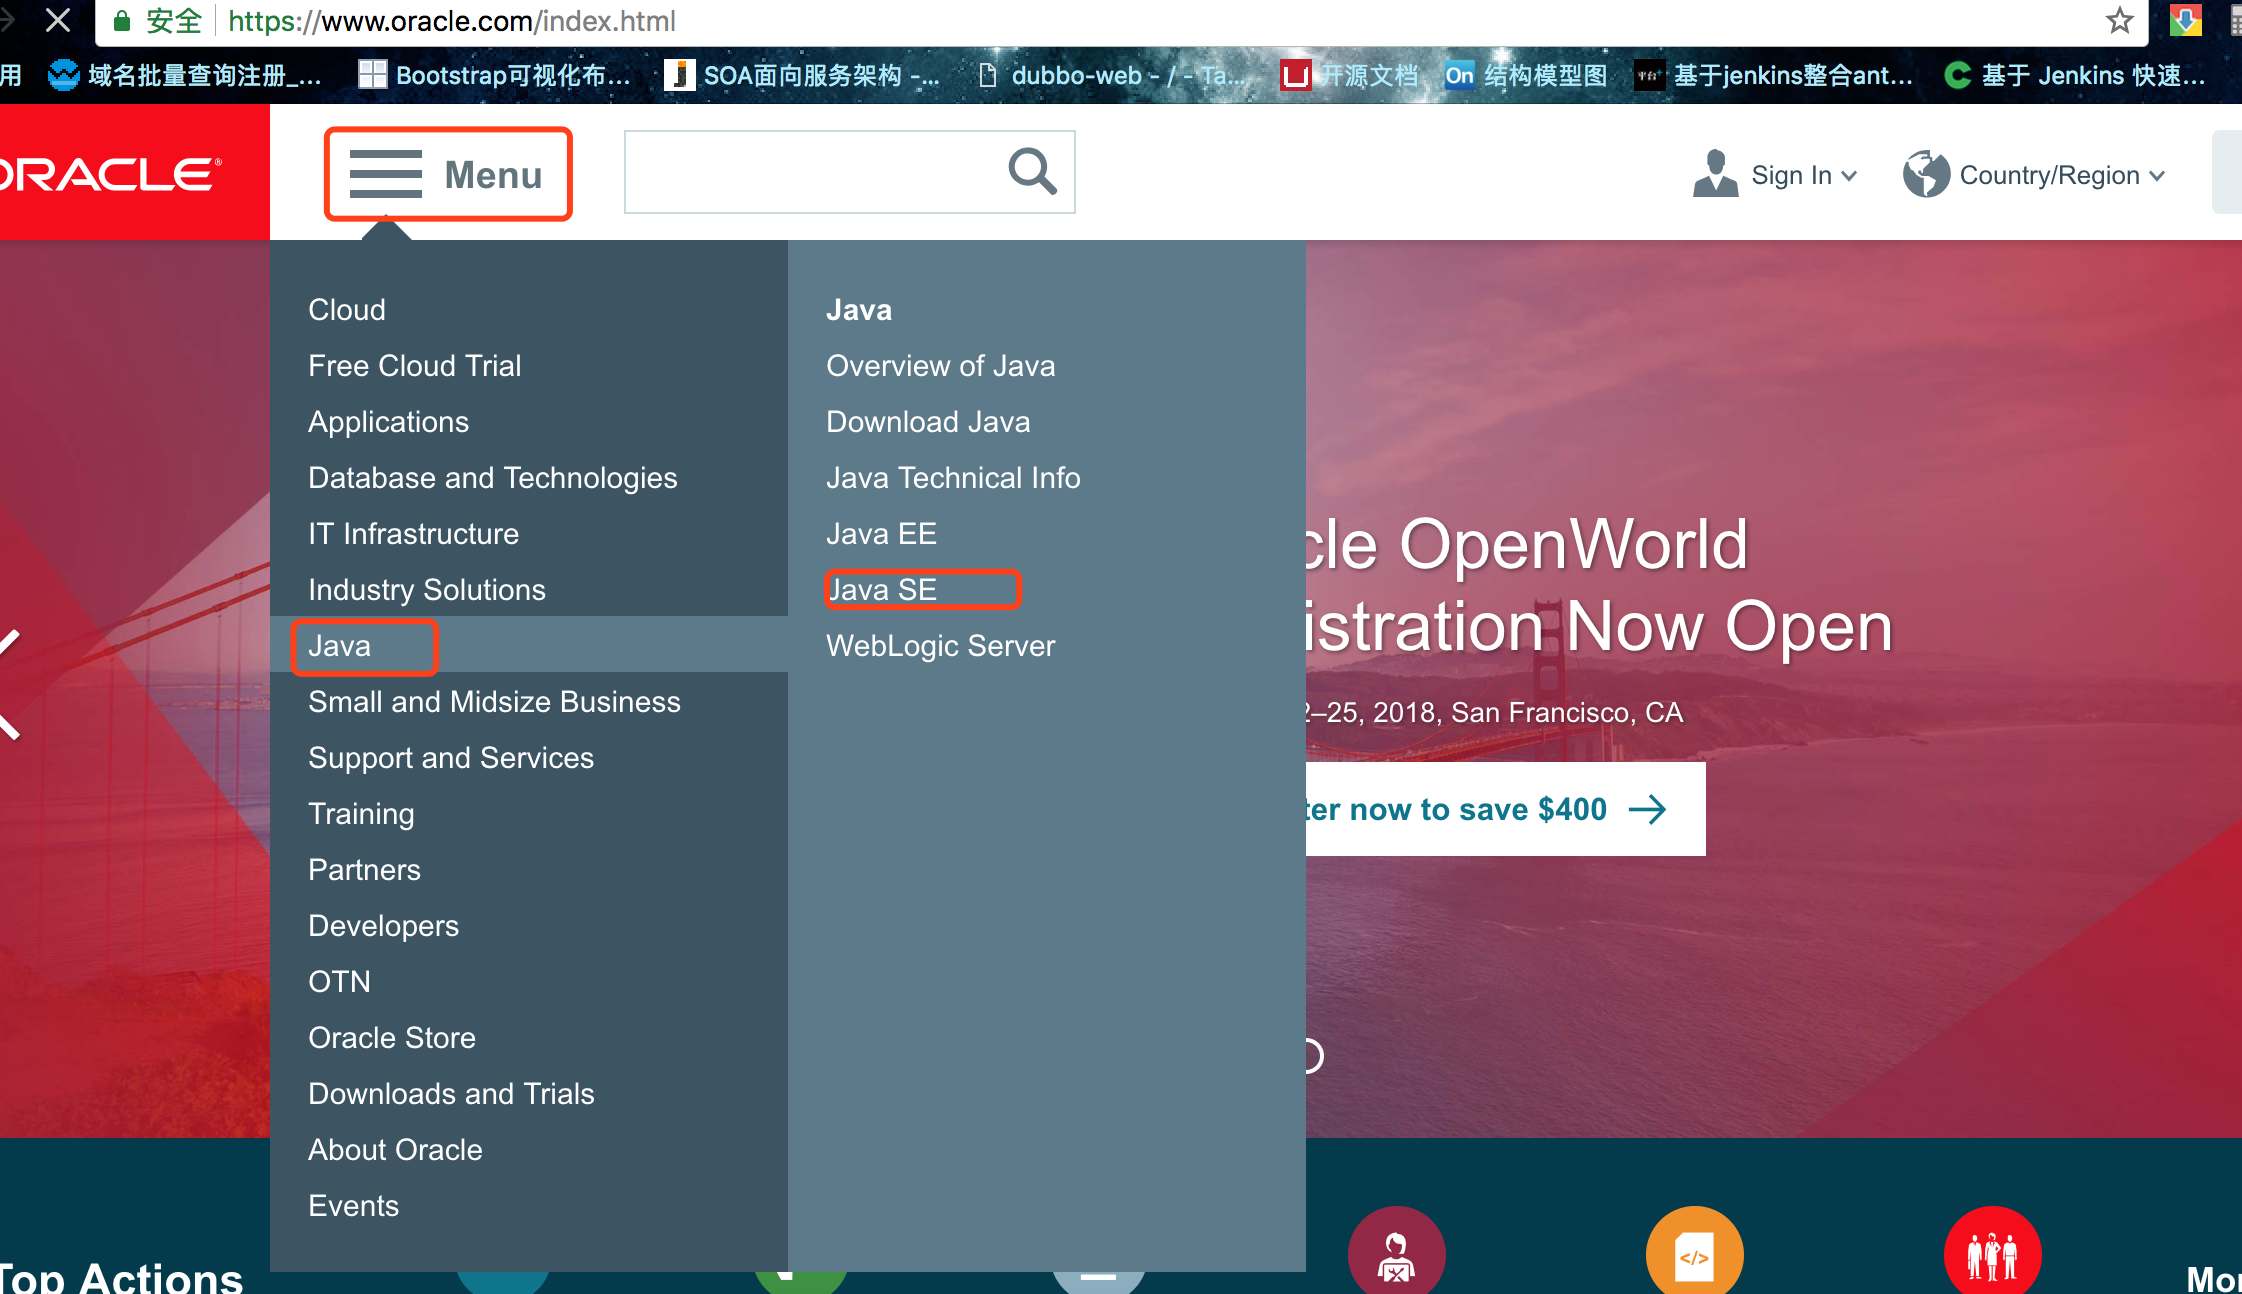 安全 https://www.oracle.com/index.html
用 域名批量查询注册_... Bootstrap可视化布... SOA面向服务架构 -... dubbo-web - / - Ta... 开源文档 On 结构模型图 基于jenkins整合ant... 基于 Jenkins 快速...
ORACLE® Menu Sign In Country/Region
Cloud
Free Cloud Trial
Applications
Database and Technologies
IT Infrastructure
Industry Solutions
Java
Small and Midsize Business
Support and Services
Training
Partners
Developers
OTN
Oracle Store
Downloads and Trials
About Oracle
Events
Java
Overview of Java
Download Java
Java Technical Info
Java EE
Java SE
WebLogic Server
cle OpenWorld
istration Now Open
2–25, 2018, San Francisco, CA
ter now to save $400
Top Actions
</>
Mor